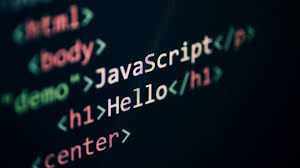 <html>
<body>
"demo">JavaScript</p>
<h1>Hello</h1>
<center>